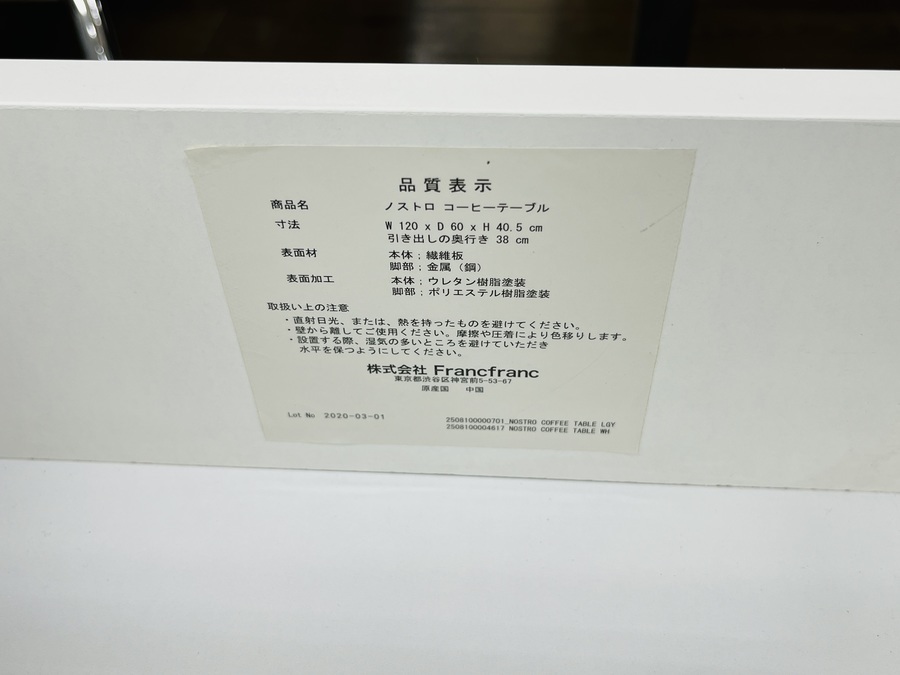 品質表示
商品名 ノストロ コーヒーテーブル
寸法 W 120 x D 60 x H 40.5 cm
引き出しの奥行き 38 cm
表面材 本体；繊維板
脚部；金属（鋼）
表面加工 本体；ウレタン樹脂塗装
脚部；ポリエステル樹脂塗装
取扱い上の注意
・直射日光、または、熱を持ったものを避けてください。
・壁から離してご使用ください。摩擦や圧着により色移りします。
・設置する際、湿気の多いところを避けていただき
水平を保つようにしてください。
株式会社 Francfranc
東京都渋谷区神宮前5-53-67
原産国 中国
Lot No 2020-03-01
2508100000701_NOSTRO COFFEE TABLE LGY
2508100004617 NOSTRO COFFEE TABLE WH